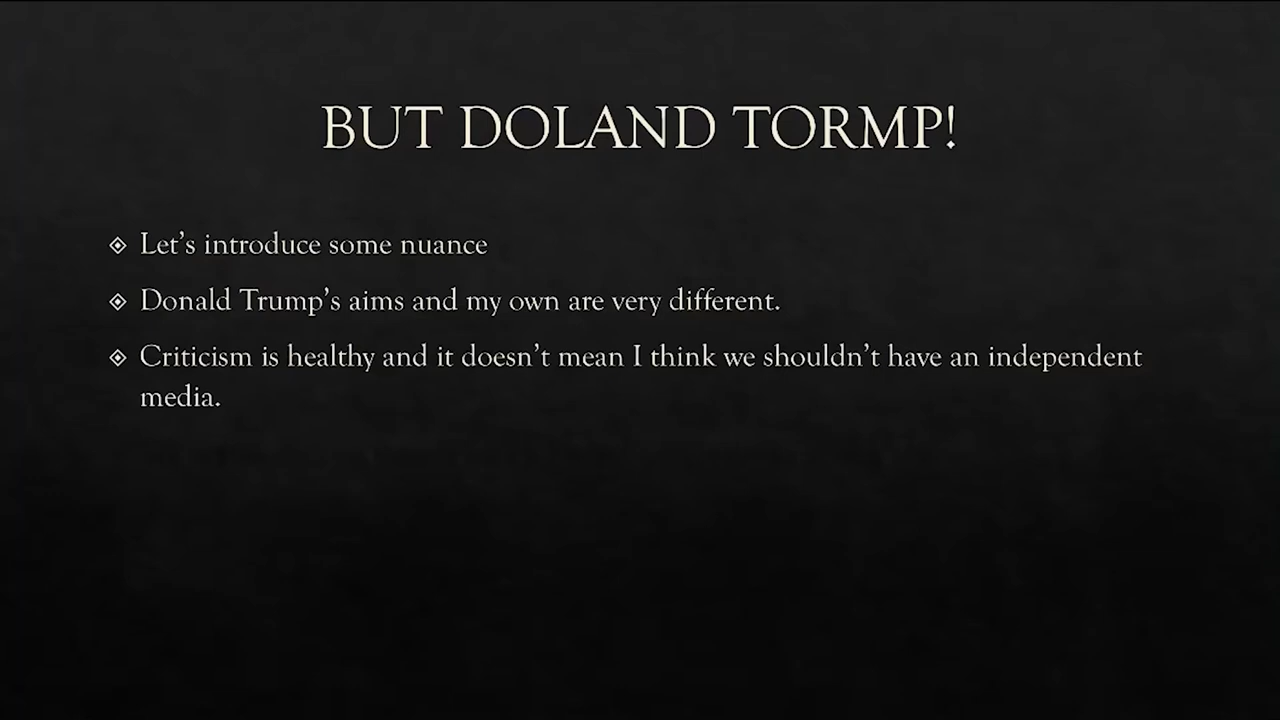 BUT DOLAND TORMP!
Let’s introduce some nuance
Donald Trump’s aims and my own are very different.
Criticism is healthy and it doesn’t mean I think we shouldn’t have an independent
media.